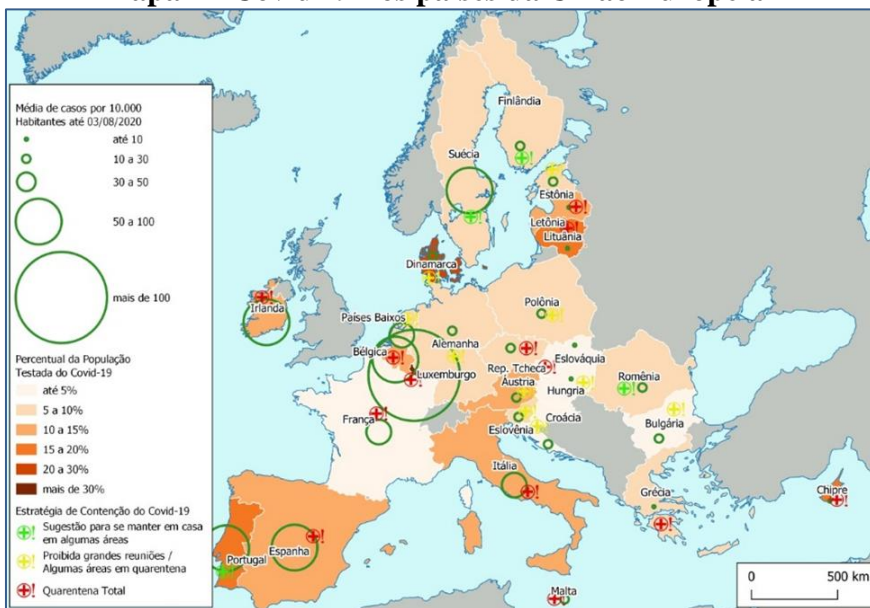 Média de casos por 10.000
Habitantes até 03/08/2020
até 10
10 a 30
30 a 50
50 a 100
mais de 100
Percentual da População
Testada do Covid-19
até 5%
5 a 10%
10 a 15%
15 a 20%
20 a 30%
mais de 30%
Estratégia de Contenção do Covid-19
Sugestão para se manter em casa
em algumas áreas
Proibida grandes reuniões /
Algumas áreas em quarentena
Quarentena Total
Finlândia
Suécia
Estônia
Letônia
Lituânia
Dinamarca
Irlanda
Polônia
Países Baixos
Alemanha
Bélgica
Rep. Tcheca
Eslováquia
Luxemburgo
Áustria
Hungria
Romênia
França
Croácia
Eslovênia
Bulgária
Itália
Grécia
Chipre
Portugal
Espanha
Malta
0 500 km